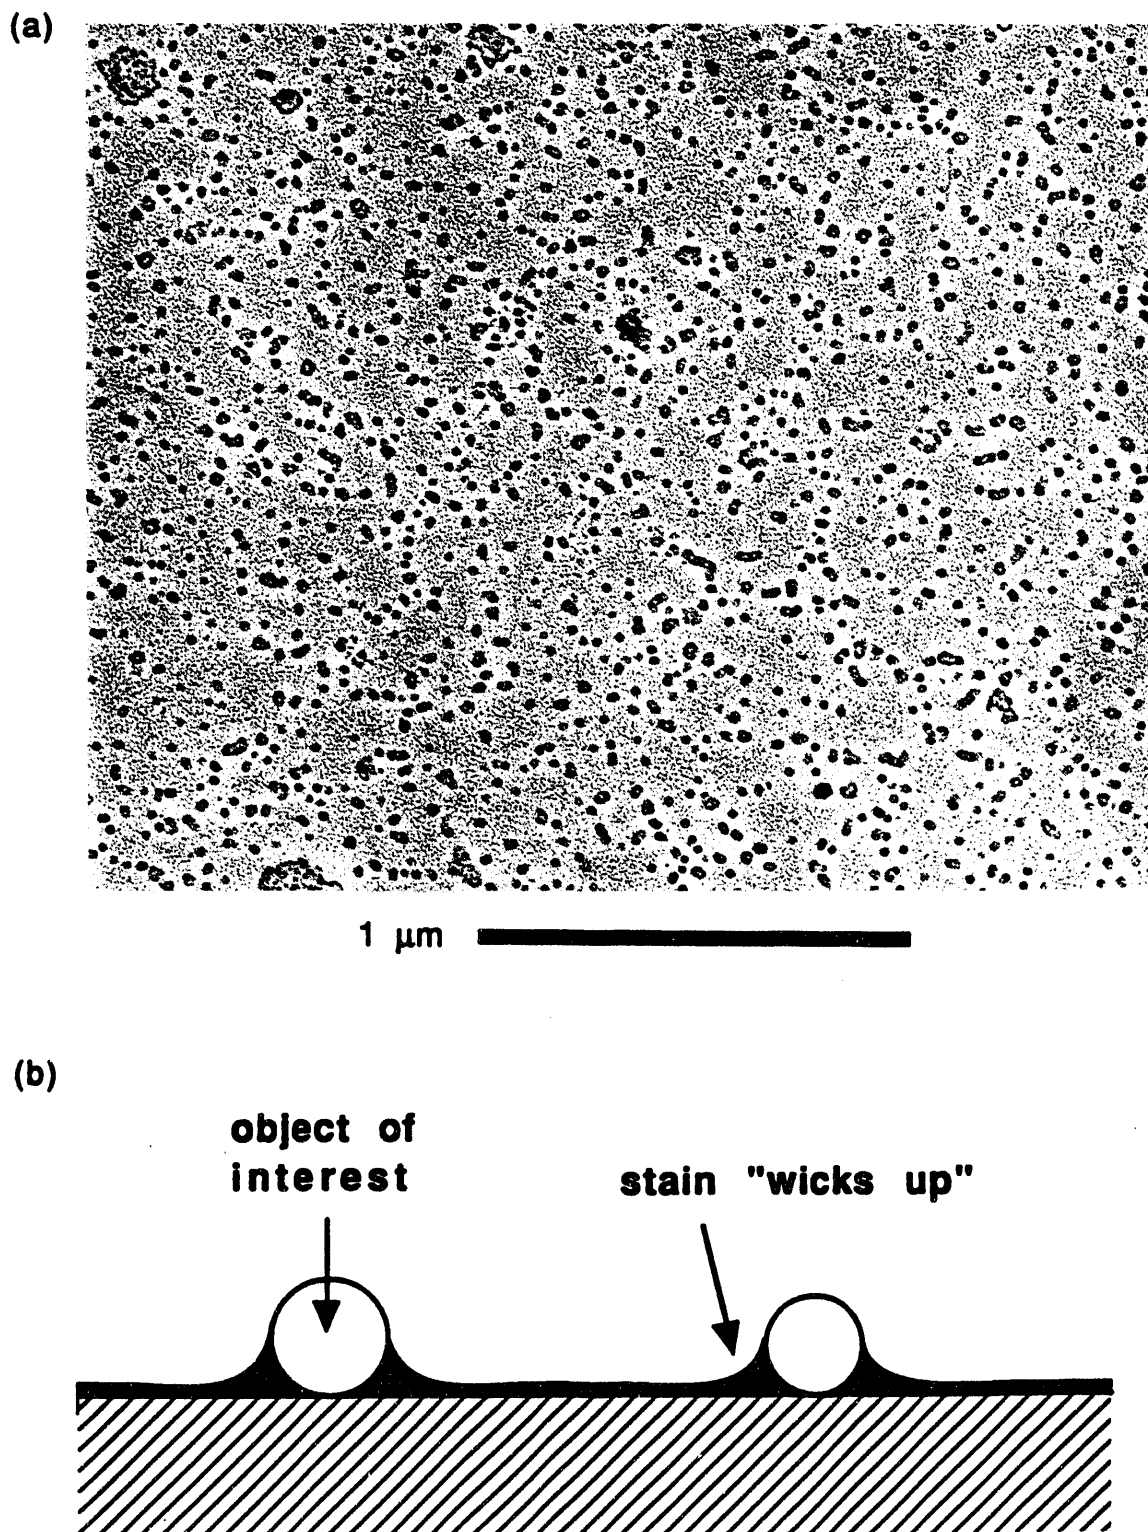 (a)
1 μm
(b)
object of
interest
stain "wicks up"